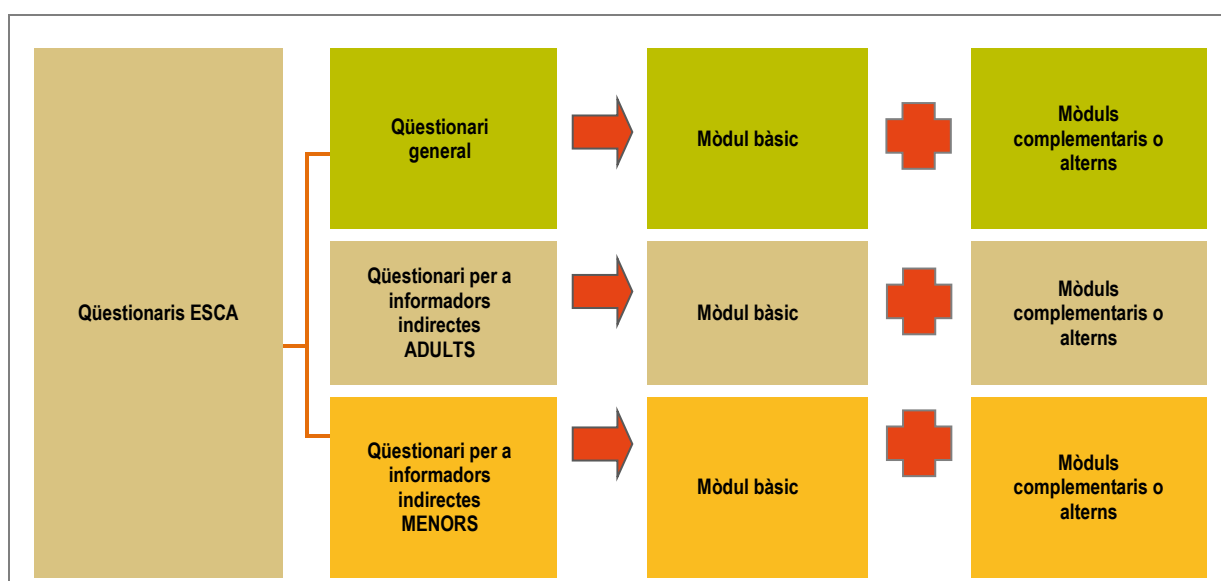 Qüestionaris ESCA
Qüestionari
general
Mòdul bàsic
Mòduls
complementaris o
alterns
Qüestionari per a
informadors
indirectes
ADULTS
Mòdul bàsic
Mòduls
complementaris o
alterns
Qüestionari per a
informadors
indirectes
MENORS
Mòdul bàsic
Mòduls
complementaris o
alterns